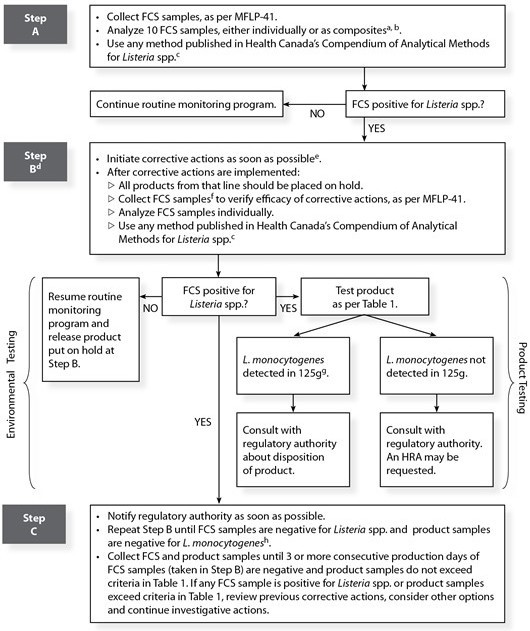 Step
A
• Collect FCS samples, as per MFLP-41.
• Analyze 10 FCS samples, either individually or as compositesa, b.
• Use any method published in Health Canada's Compendium of Analytical Methods
for Listeria spp.c
Continue routine monitoring program.
NO
FCS positive for Listeria spp.?
YES
Step
Bd
• Initiate corrective actions as soon as possiblee.
• After corrective actions are implemented:
▷ All products from that line should be placed on hold.
▷ Collect FCS samplesf to verify efficacy of corrective actions, as per MFLP-41.
▷ Analyze FCS samples individually.
▷ Use any method published in Health Canada's Compendium of Analytical
Methods for Listeria spp.c
Environmental Testing
Resume routine
monitoring
program and
release product
put on hold at
Step B.
NO
FCS positive for
Listeria spp.?
YES
Test product
as per Table 1.
L. monocytogenes
detected in 125gg.
L. monocytogenes not
detected in 125g.
Consult with
regulatory authority
about disposition
of product.
Consult with
regulatory authority.
An HRA may be
requested.
Product Testing
YES
Step
C
• Notify regulatory authority as soon as possible.
• Repeat Step B until FCS samples are negative for Listeria spp. and product samples
are negative for L. monocytogenesh.
• Collect FCS and product samples until 3 or more consecutive production days of
FCS samples (taken in Step B) are negative and product samples do not exceed
criteria in Table 1. If any FCS sample is positive for Listeria spp. or product samples
exceed criteria in Table 1, review previous corrective actions, consider other options
and continue investigative actions.